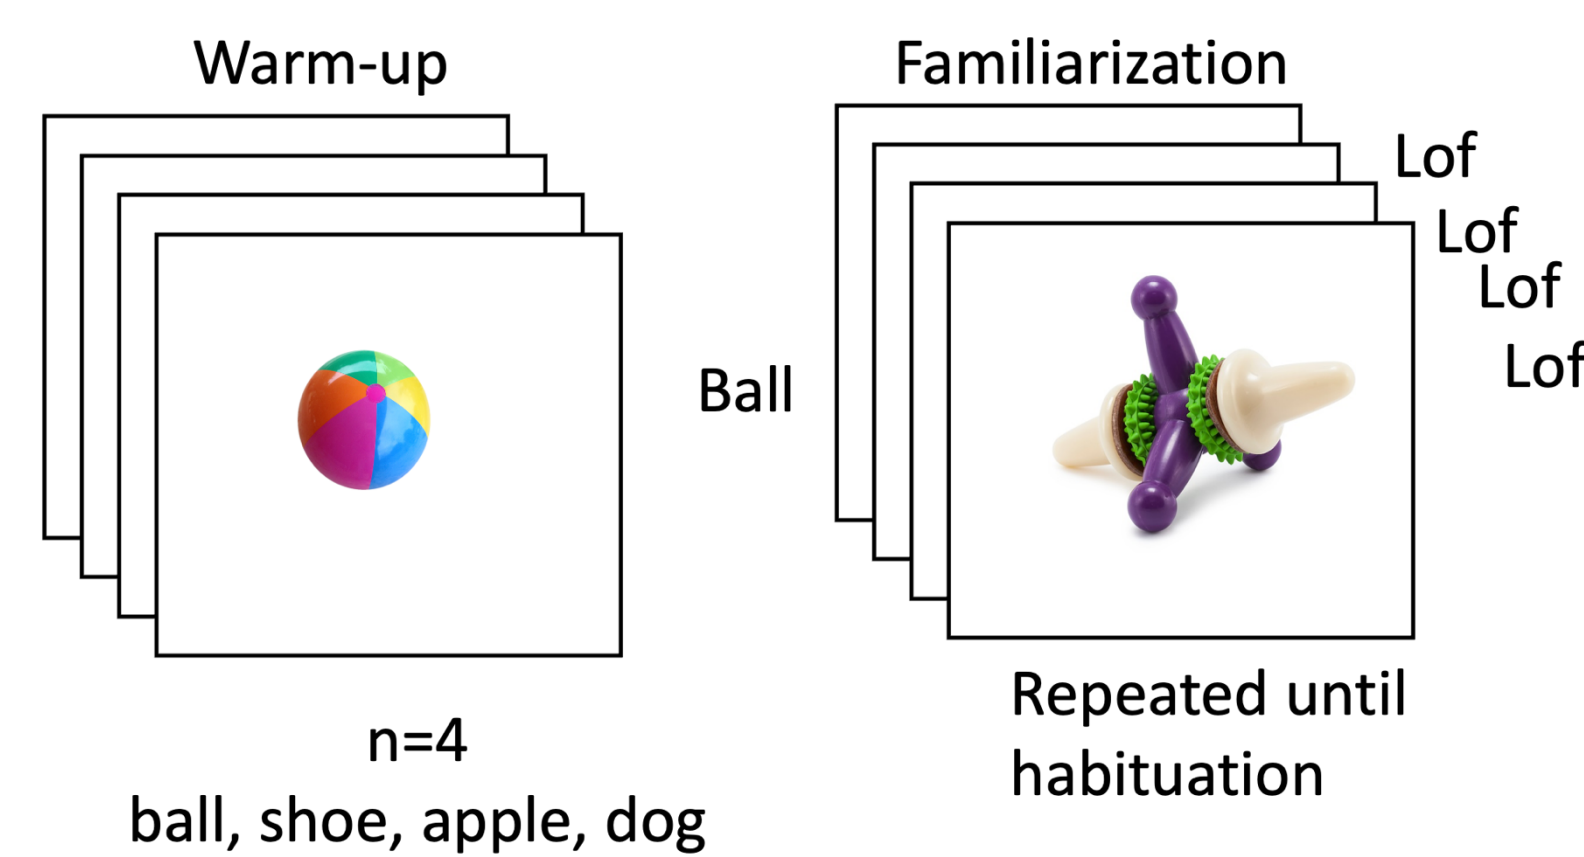 Warm-up
Ball
n=4
ball, shoe, apple, dog
Familiarization
Lof
Lof
Lof
Lof
Repeated until
habituation